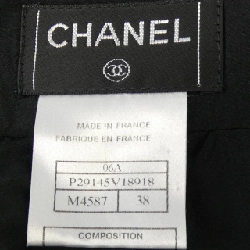 CHANEL
MADE IN FRANCE
FABRIQUE EN FRANCE
06A
P29145V18918
M4587 38
COMPOSITION